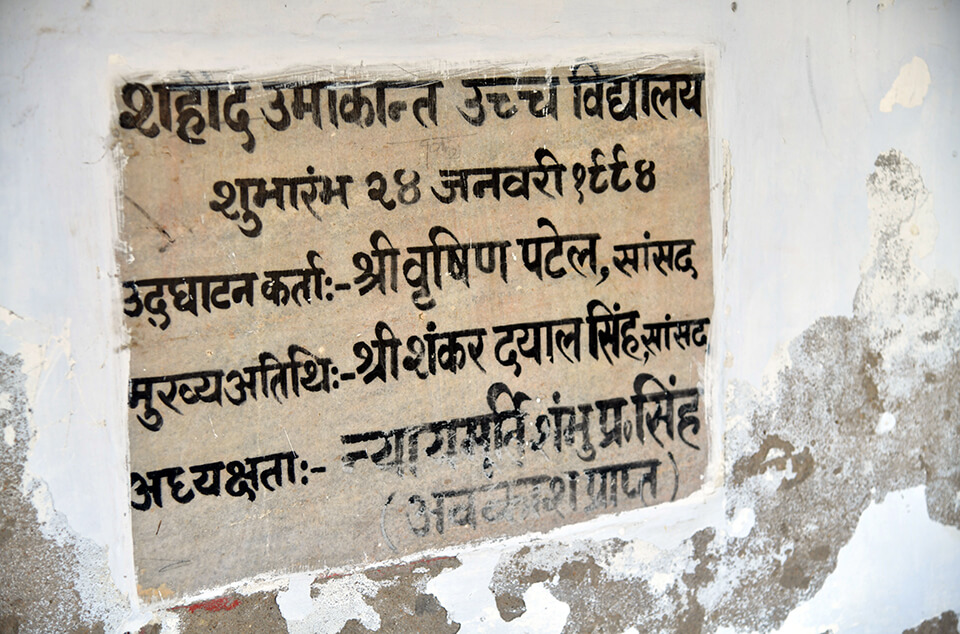 शहीद उमाकान्त उच्च विद्यालय
शुभारंभ २४ जनवरी १९९४
उद्घाटन कर्ता:- श्री वृषिण पटेल, सांसद
मुख्य अतिथि:- श्री शंकर दयाल सिंह, सांसद
अध्यक्षता:- न्यायमूर्ति शंभु प्र॰ सिंह
(अवकाश प्राप्त)